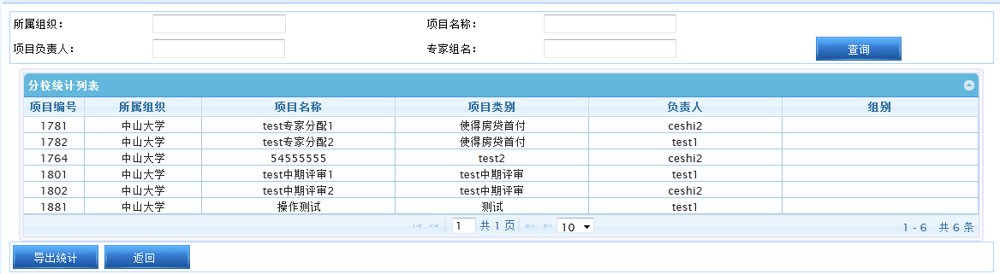 所属组织： 项目名称：
项目负责人： 专家组名： 查询
分校统计列表
项目编号 所属组织 项目名称 项目类别 负责人 组别
1781 中山大学 test专家分配1 使得房贷首付 ceshi2
1782 中山大学 test专家分配2 使得房贷首付 test1
1764 中山大学 54555555 test2 ceshi2
1801 中山大学 test中期评审1 test中期评审 test1
1802 中山大学 test中期评审2 test中期评审 ceshi2
1881 中山大学 操作测试 测试 test1
1 共 1 页 10 1 - 6 共 6 条
导出统计 返回